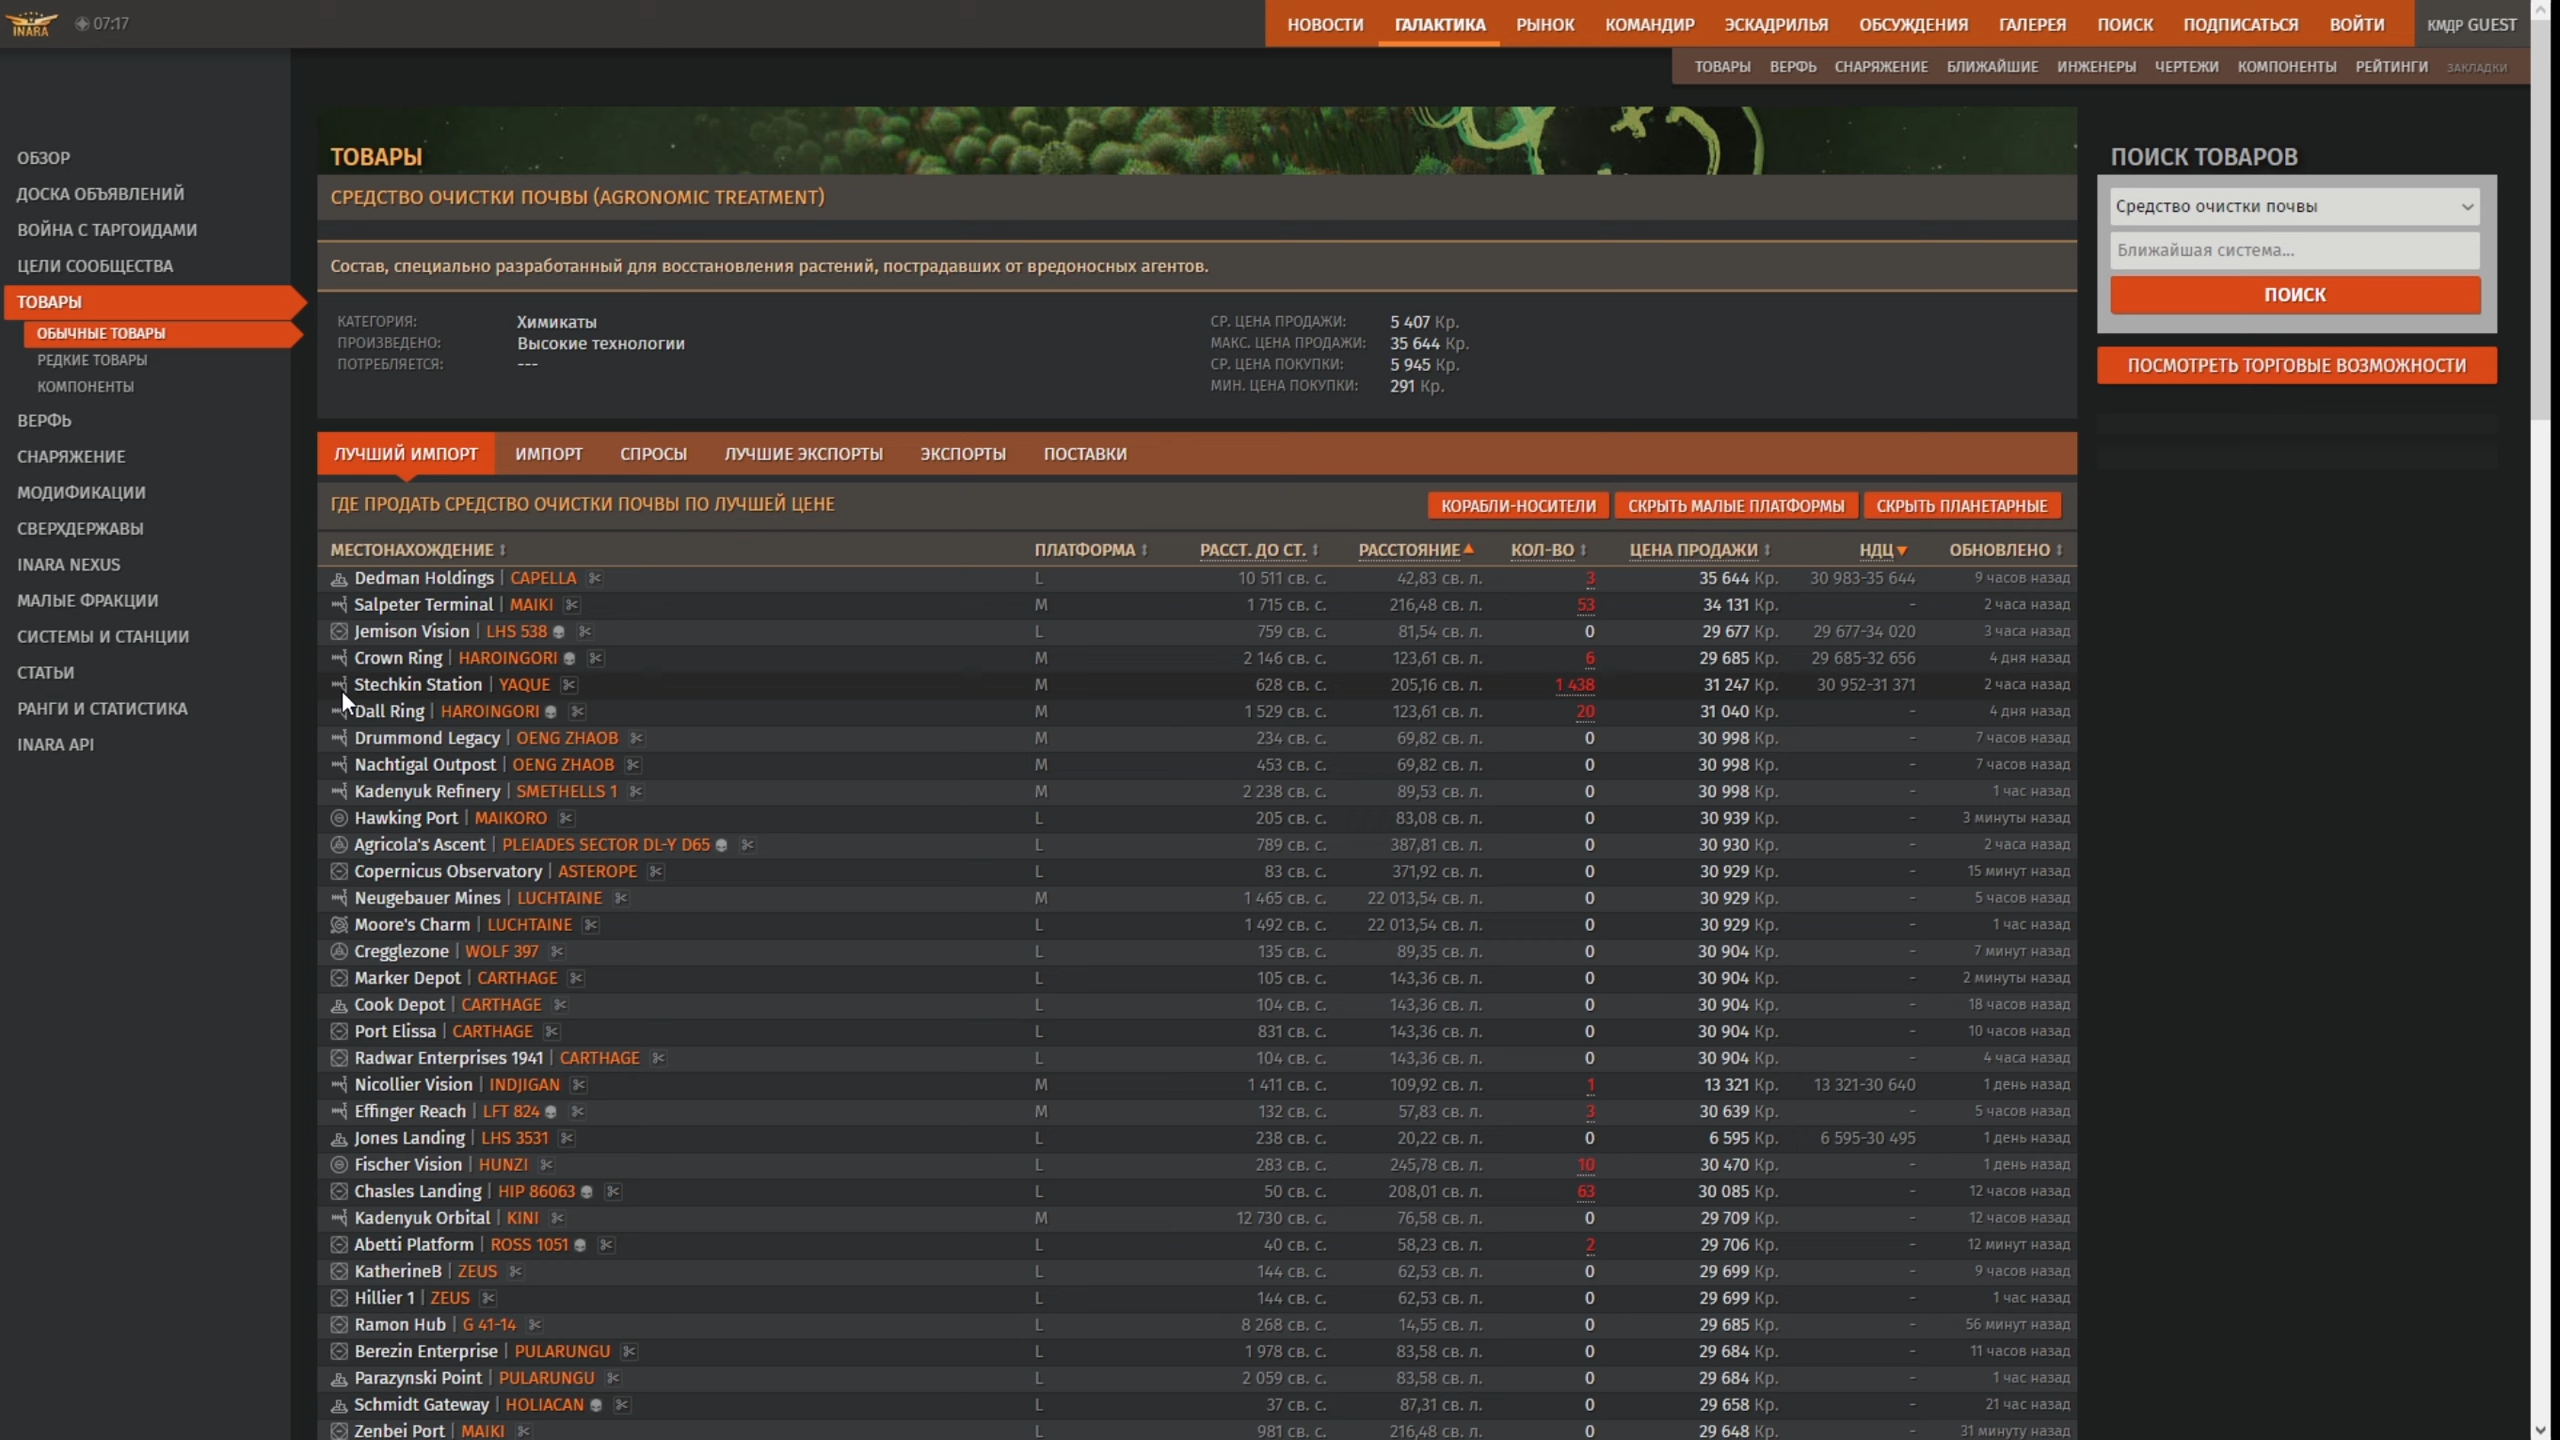 INARA
07:17
НОВОСТИ ГАЛАКТИКА РЫНОК КОМАНДИР ЭСКАДРИЛЬЯ ОБСУЖДЕНИЯ ГАЛЕРЕЯ ПОИСК ПОДПИСАТЬСЯ ВОЙТИ КМДР GUEST
ТОВАРЫ ВЕРФЬ СНАРЯЖЕНИЕ БЛИЖАЙШИЕ ИНЖЕНЕРЫ ЧЕРТЕЖИ КОМПОНЕНТЫ РЕЙТИНГИ ЗАКЛАДКИ
ОБЗОР
ДОСКА ОБЪЯВЛЕНИЙ
ВОЙНА С ТАРГОИДАМИ
ЦЕЛИ СООБЩЕСТВА
ТОВАРЫ
ОБЫЧНЫЕ ТОВАРЫ
РЕДКИЕ ТОВАРЫ
КОМПОНЕНТЫ
ВЕРФЬ
СНАРЯЖЕНИЕ
МОДИФИКАЦИИ
СВЕРХДЕРЖАВЫ
INARA NEXUS
МАЛЫЕ ФРАКЦИИ
СИСТЕМЫ И СТАНЦИИ
СТАТЬИ
РАНГИ И СТАТИСТИКА
INARA API
ТОВАРЫ
СРЕДСТВО ОЧИСТКИ ПОЧВЫ (AGRONOMIC TREATMENT)
Состав, специально разработанный для восстановления растений, пострадавших от вредоносных агентов.
КАТЕГОРИЯ: Химикаты
ПРОИЗВЕДЕНО: Высокие технологии
ПОТРЕБЛЯЕТСЯ: ---
СР. ЦЕНА ПРОДАЖИ: 5 407 Кр.
МАКС. ЦЕНА ПРОДАЖИ: 35 644 Кр.
СР. ЦЕНА ПОКУПКИ: 5 945 Кр.
МИН. ЦЕНА ПОКУПКИ: 291 Кр.
ПОИСК ТОВАРОВ
Средство очистки почвы
Ближайшая система...
ПОИСК
ПОСМОТРЕТЬ ТОРГОВЫЕ ВОЗМОЖНОСТИ
ЛУЧШИЙ ИМПОРТ ИМПОРТ СПРОСЫ ЛУЧШИЕ ЭКСПОРТЫ ЭКСПОРТЫ ПОСТАВКИ
ГДЕ ПРОДАТЬ СРЕДСТВО ОЧИСТКИ ПОЧВЫ ПО ЛУЧШЕЙ ЦЕНЕ КОРАБЛИ-НОСИТЕЛИ СКРЫТЬ МАЛЫЕ ПЛАТФОРМЫ СКРЫТЬ ПЛАНЕТАРНЫЕ
МЕСТОНАХОЖДЕНИЕ ПЛАТФОРМА РАССТ. ДО СТ. РАССТОЯНИЕ КОЛ-ВО ЦЕНА ПРОДАЖИ НДЦ ОБНОВЛЕНО
Dedman Holdings | CAPELLA L 10 511 св. с. 42,83 св. л. 3 35 644 Кр. 30 983-35 644 9 часов назад
Salpeter Terminal | MAIKI M 1 715 св. с. 216,48 св. л. 53 34 131 Кр. - 2 часа назад
Jemison Vision | LHS 538 L 759 св. с. 81,54 св. л. 0 29 677 Кр. 29 677-34 020 3 часа назад
Crown Ring | HAROINGORI M 2 146 св. с. 123,61 св. л. 6 29 685 Кр. 29 685-32 656 4 дня назад
Stechkin Station | YAQUE M 628 св. с. 205,16 св. л. 1 438 31 247 Кр. 30 952-31 371 2 часа назад
Dall Ring | HAROINGORI M 1 529 св. с. 123,61 св. л. 20 31 040 Кр. - 4 дня назад
Drummond Legacy | OENG ZHAOB M 234 св. с. 69,82 св. л. 0 30 998 Кр. - 7 часов назад
Nachtigal Outpost | OENG ZHAOB M 453 св. с. 69,82 св. л. 0 30 998 Кр. - 7 часов назад
Kadenyuk Refinery | SMETHELLS 1 M 2 238 св. с. 89,53 св. л. 0 30 998 Кр. - 1 час назад
Hawking Port | MAIKORO L 205 св. с. 83,08 св. л. 0 30 939 Кр. - 3 минуты назад
Agricola's Ascent | PLEIADES SECTOR DL-Y D65 L 789 св. с. 387,81 св. л. 0 30 930 Кр. - 2 часа назад
Copernicus Observatory | ASTEROPE L 83 св. с. 371,92 св. л. 0 30 929 Кр. - 15 минут назад
Neugebauer Mines | LUCHTAINE M 1 465 св. с. 22 013,54 св. л. 0 30 929 Кр. - 5 часов назад
Moore's Charm | LUCHTAINE L 1 492 св. с. 22 013,54 св. л. 0 30 929 Кр. - 1 час назад
Cregglezone | WOLF 397 L 135 св. с. 89,35 св. л. 0 30 904 Кр. - 7 минут назад
Marker Depot | CARTHAGE L 105 св. с. 143,36 св. л. 0 30 904 Кр. - 2 минуты назад
Cook Depot | CARTHAGE L 104 св. с. 143,36 св. л. 0 30 904 Кр. - 18 часов назад
Port Elissa | CARTHAGE L 831 св. с. 143,36 св. л. 0 30 904 Кр. - 10 часов назад
Radwar Enterprises 1941 | CARTHAGE L 104 св. с. 143,36 св. л. 0 30 904 Кр. - 4 часа назад
Nicollier Vision | INDJIGAN M 1 411 св. с. 109,92 св. л. 1 13 321 Кр. 13 321-30 640 1 день назад
Effinger Reach | LFT 824 M 132 св. с. 57,83 св. л. 3 30 639 Кр. - 5 часов назад
Jones Landing | LHS 3531 L 238 св. с. 20,22 св. л. 0 6 595 Кр. 6 595-30 495 1 день назад
Fischer Vision | HUNZI L 283 св. с. 245,78 св. л. 10 30 470 Кр. - 1 день назад
Chasles Landing | HIP 86063 L 50 св. с. 208,01 св. л. 63 30 085 Кр. - 12 часов назад
Kadenyuk Orbital | KINI M 12 730 св. с. 76,58 св. л. 0 29 709 Кр. - 12 часов назад
Abetti Platform | ROSS 1051 L 40 св. с. 58,23 св. л. 2 29 706 Кр. - 12 минут назад
KatherineB | ZEUS L 144 св. с. 62,53 св. л. 0 29 699 Кр. - 9 часов назад
Hillier 1 | ZEUS L 144 св. с. 62,53 св. л. 0 29 699 Кр. - 1 час назад
Ramon Hub | G 41-14 L 8 268 св. с. 14,55 св. л. 0 29 685 Кр. - 56 минут назад
Berezin Enterprise | PULARUNGU L 1 978 св. с. 83,58 св. л. 0 29 684 Кр. - 11 часов назад
Parazynski Point | PULARUNGU L 2 059 св. с. 83,58 св. л. 0 29 684 Кр. - 1 час назад
Schmidt Gateway | HOLIACAN L 37 св. с. 87,31 св. л. 0 29 658 Кр. - 21 час назад
Zenbei Port | MAIKI L 981 св. с. 216,48 св. л. 0 29 648 Кр. - 31 минуту назад